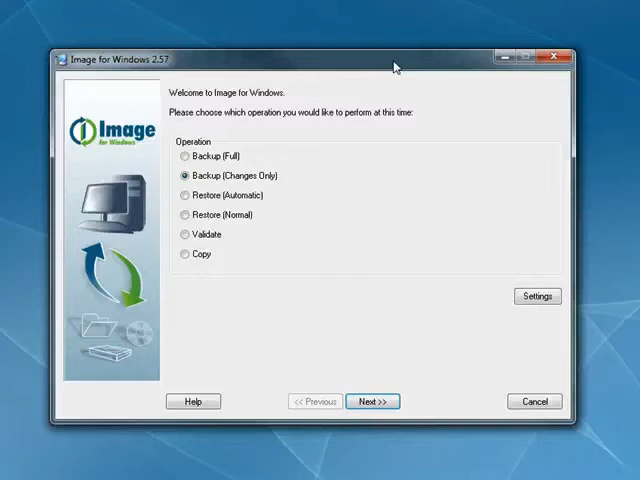 Image for Windows 2.57
Welcome to Image for Windows.
Please choose which operation you would like to perform at this time:
Image
for Windows
Operation
Backup (Full)
Backup (Changes Only)
Restore (Automatic)
Restore (Normal)
Validate
Copy
Settings
Help
<< Previous
Next >>
Cancel